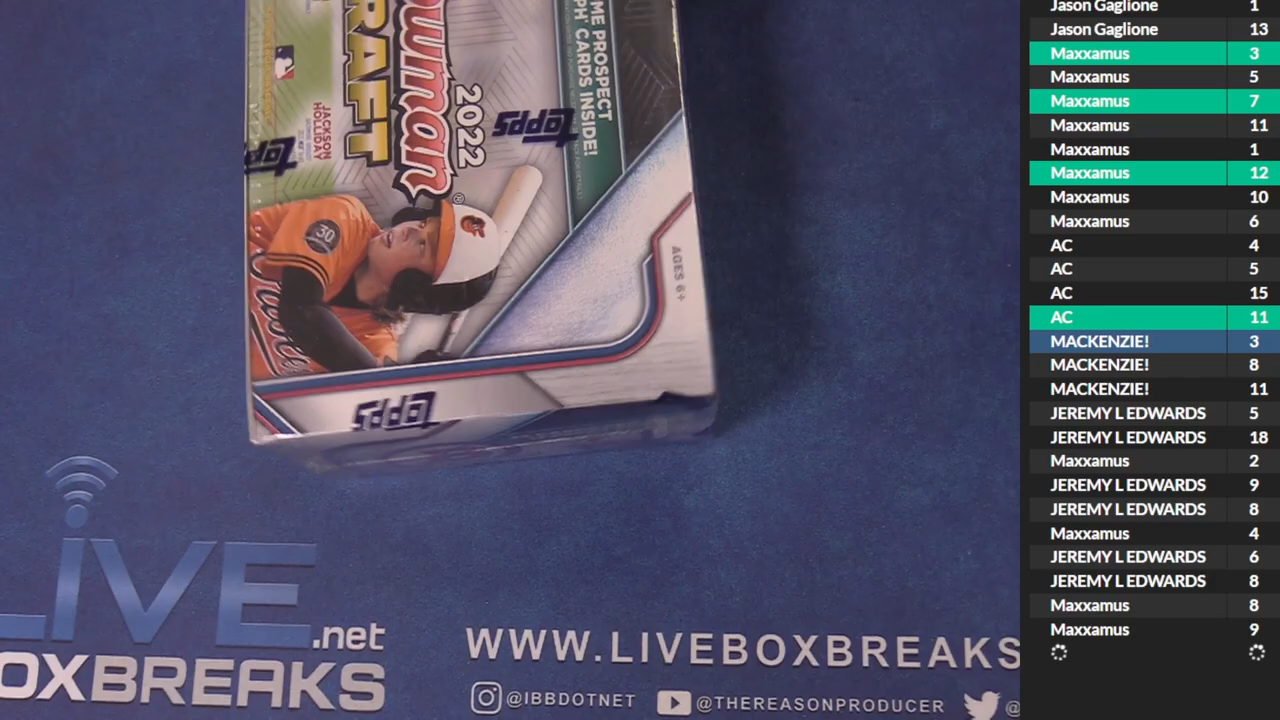 OME PROSPECT
PH CARDS INSIDE!
2022
owman®
RAFT
JACKSON
HOLLIDAY
topps
topps
topps
30
AGES 6+
LIVE
.net
BOXBREAKS
WWW.LIVEBOXBREAKS
@IBBDOTNET
@THEREASONPRODUCER
@
Jason Gaglione 1
Jason Gaglione 13
Maxxamus 3
Maxxamus 5
Maxxamus 7
Maxxamus 11
Maxxamus 1
Maxxamus 12
Maxxamus 10
Maxxamus 6
AC 4
AC 5
AC 15
AC 11
MACKENZIE! 3
MACKENZIE! 8
MACKENZIE! 11
JEREMY L EDWARDS 5
JEREMY L EDWARDS 18
Maxxamus 2
JEREMY L EDWARDS 9
JEREMY L EDWARDS 8
Maxxamus 4
JEREMY L EDWARDS 6
JEREMY L EDWARDS 8
Maxxamus 8
Maxxamus 9